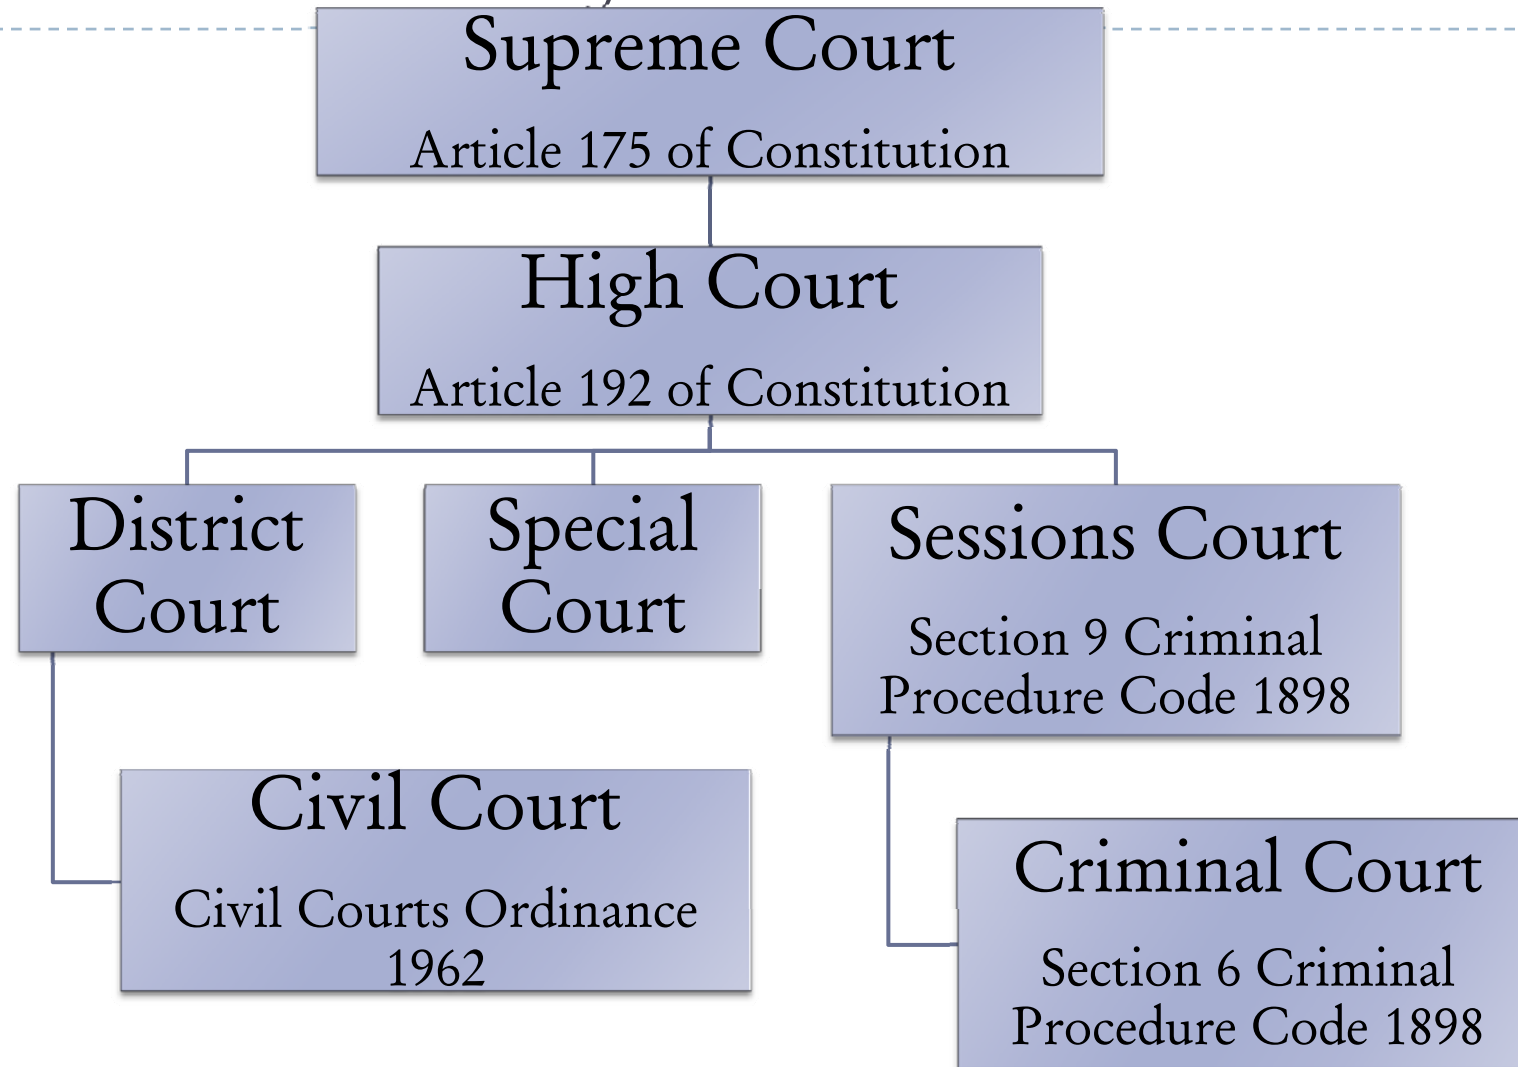 Supreme Court
Article 175 of Constitution
High Court
Article 192 of Constitution
District
Court
Special
Court
Sessions Court
Section 9 Criminal
Procedure Code 1898
Civil Court
Civil Courts Ordinance
1962
Criminal Court
Section 6 Criminal
Procedure Code 1898